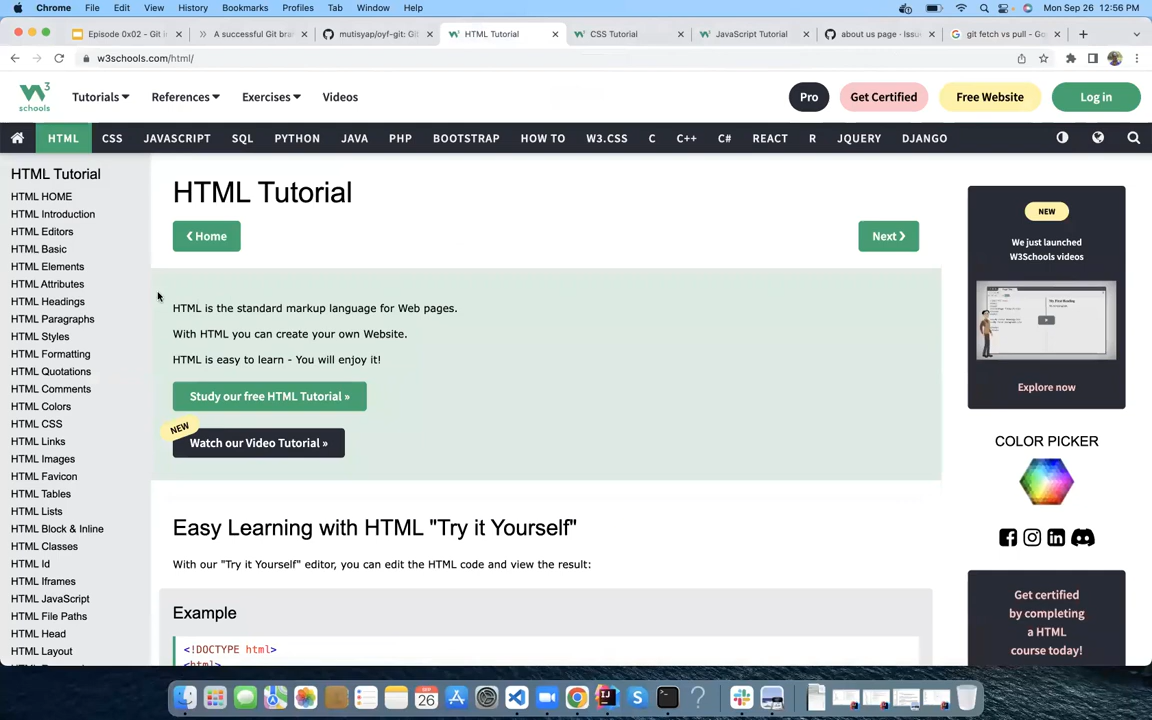 Chrome File Edit View History Bookmarks Profiles Tab Window Help Mon Sep 26 12:56 PM
Episode 0x02 - Git i A successful Git bra mutisyap/oyf-git: Gi HTML Tutorial CSS Tutorial JavaScript Tutorial about us page · Issu git fetch vs pull - Go
w3schools.com/html/
W3 schools Tutorials References Exercises Videos Pro Get Certified Free Website Log in
HTML CSS JAVASCRIPT SQL PYTHON JAVA PHP BOOTSTRAP HOW TO W3.CSS C C++ C# REACT R JQUERY DJANGO
HTML Tutorial
HTML HOME
HTML Introduction
HTML Editors
HTML Basic
HTML Elements
HTML Attributes
HTML Headings
HTML Paragraphs
HTML Styles
HTML Formatting
HTML Quotations
HTML Comments
HTML Colors
HTML CSS
HTML Links
HTML Images
HTML Favicon
HTML Tables
HTML Lists
HTML Block & Inline
HTML Classes
HTML Id
HTML Iframes
HTML JavaScript
HTML File Paths
HTML Head
HTML Layout
HTML Tutorial
❮ Home
Next ❯
HTML is the standard markup language for Web pages.
With HTML you can create your own Website.
HTML is easy to learn - You will enjoy it!
Study our free HTML Tutorial »
NEW
Watch our Video Tutorial »
Easy Learning with HTML "Try it Yourself"
With our "Try it Yourself" editor, you can edit the HTML code and view the result:
Example
<!DOCTYPE html>
<html>
NEW
We just launched
W3Schools videos
Explore now
COLOR PICKER
Get certified
by completing
a HTML
course today!
SEP
26